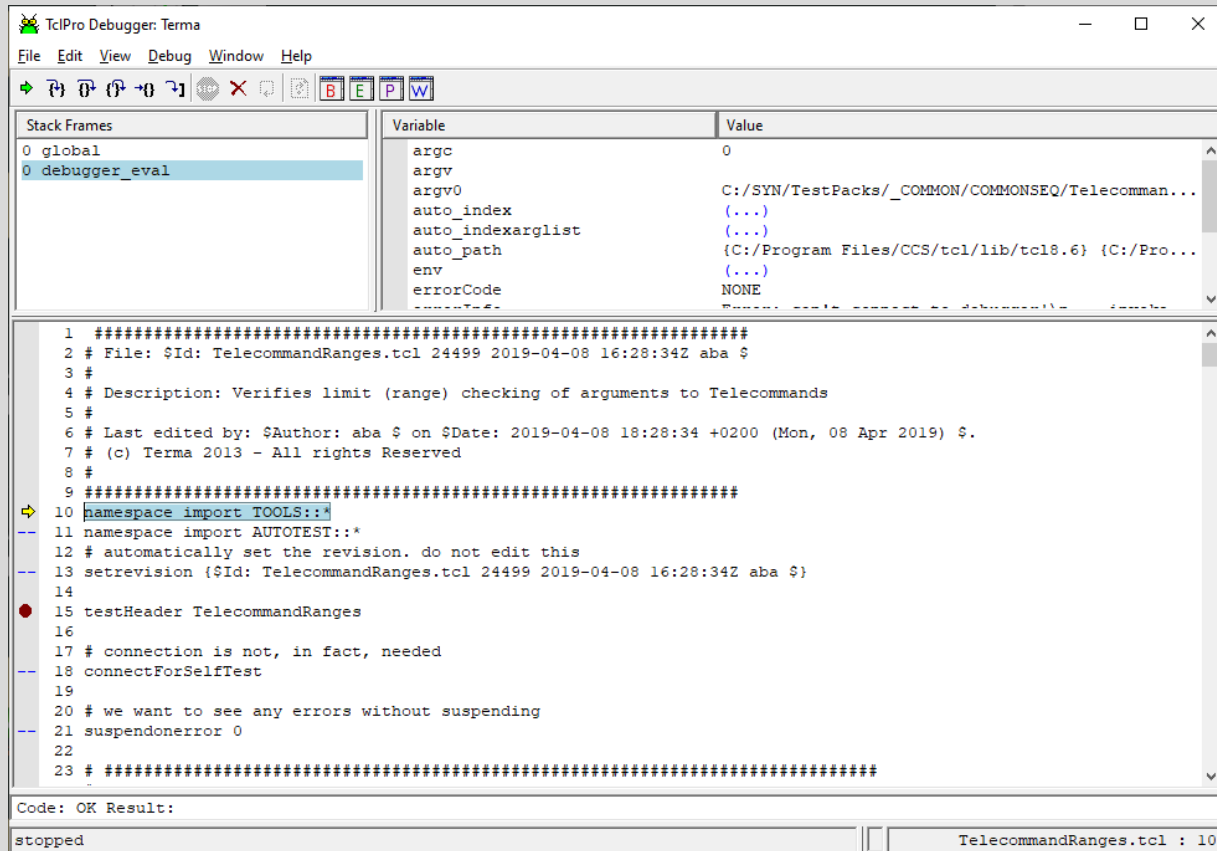 TclPro Debugger: Terma
File Edit View Debug Window Help
STOP B E P W
Stack Frames
Variable Value
0 global
0 debugger_eval
argc 0
argv
argv0 C:/SYN/TestPacks/_COMMON/COMMONSEQ/Telecomman...
auto_index (...)
auto_indexarglist (...)
auto_path {C:/Program Files/CCS/tcl/lib/tcl8.6} {C:/Pro...
env (...)
errorCode NONE
1 ##################################################################
2 # File: $Id: TelecommandRanges.tcl 24499 2019-04-08 16:28:34Z aba $
3 #
4 # Description: Verifies limit (range) checking of arguments to Telecommands
5 #
6 # Last edited by: $Author: aba $ on $Date: 2019-04-08 18:28:34 +0200 (Mon, 08 Apr 2019) $.
7 # (c) Terma 2013 - All rights Reserved
8 #
9 ##################################################################
10 namespace import TOOLS::*
-- 11 namespace import AUTOTEST::*
12 # automatically set the revision. do not edit this
-- 13 setrevision {$Id: TelecommandRanges.tcl 24499 2019-04-08 16:28:34Z aba $}
14
15 testHeader TelecommandRanges
16
17 # connection is not, in fact, needed
-- 18 connectForSelfTest
19
20 # we want to see any errors without suspending
-- 21 suspendonerror 0
22
23 # ##############################################################################
Code: OK Result:
stopped
TelecommandRanges.tcl : 10